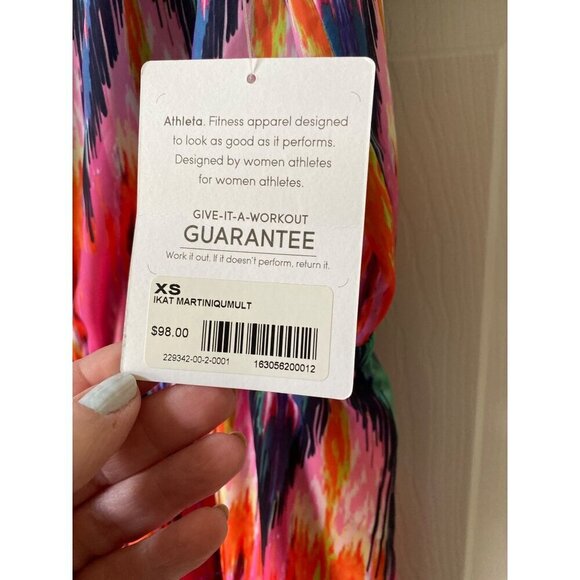 Athleta. Fitness apparel designed
to look as good as it performs.
Designed by women athletes
for women athletes.
GIVE-IT-A-WORKOUT
GUARANTEE
Work it out. If it doesn't perform, return it.
XS
IKAT MARTINIQUMULT
$98.00
229342-00-2-0001 163056200012